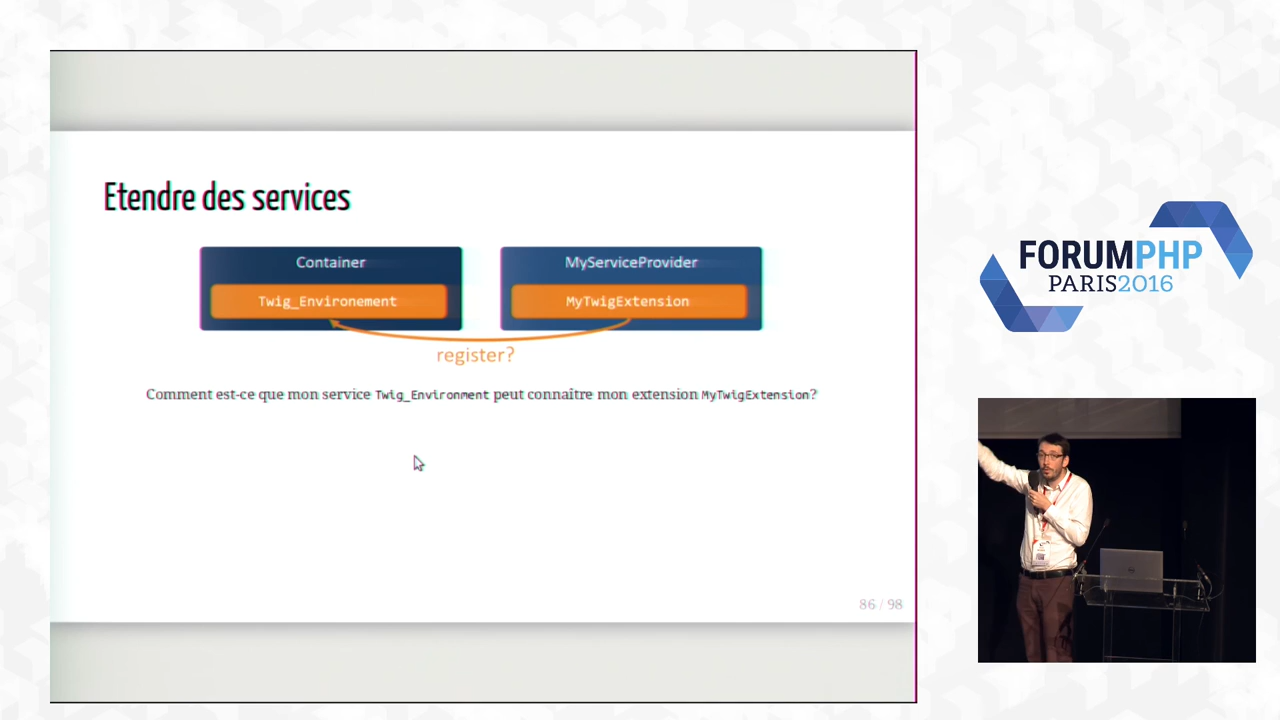 Etendre des services
Container
MyServiceProvider
Twig_Environement
MyTwigExtension
register?
Comment est-ce que mon service Twig_Environment peut connaître mon extension MyTwigExtension?
86 / 98
FORUMPHP
PARIS2016